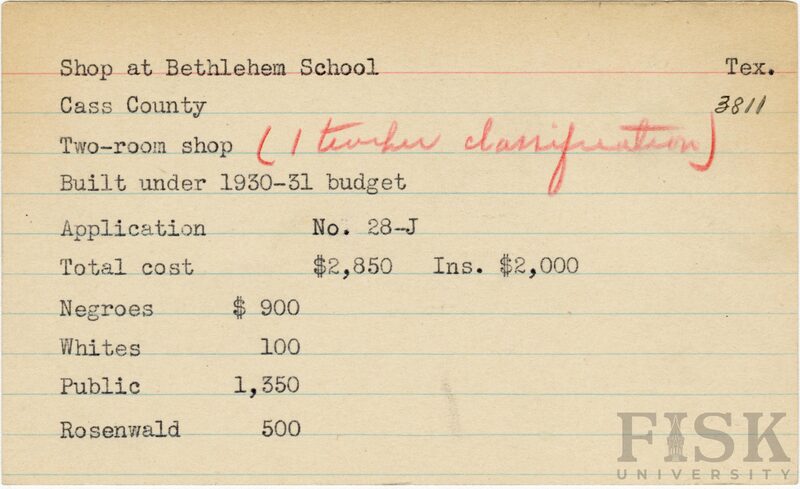 Shop at Bethlehem School Tex.
Cass County 3811
Two-room shop (1 teacher classification)
Built under 1930-31 budget
Application No. 28-J
Total cost $2,850 Ins. $2,000
Negroes $ 900
Whites 100
Public 1,350
Rosenwald 500
FISK
UNIVERSITY